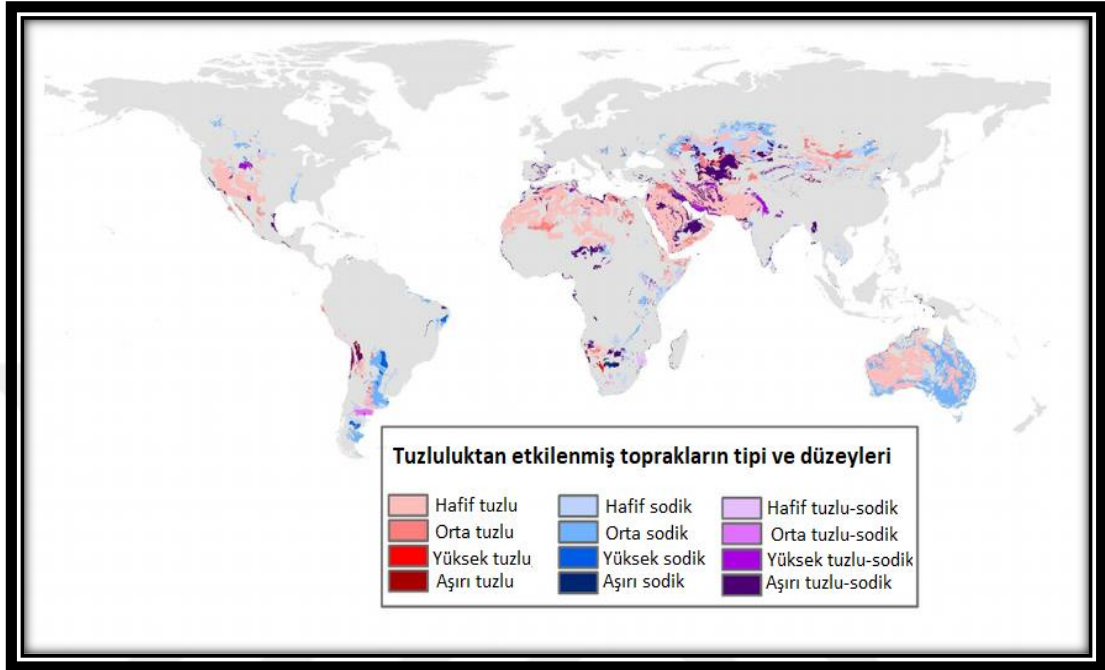 Tuzluluktan etkilenmiş toprakların tipi ve düzeyleri
Hafif tuzlu
Orta tuzlu
Yüksek tuzlu
Aşırı tuzlu
Hafif sodik
Orta sodik
Yüksek sodik
Aşırı sodik
Hafif tuzlu-sodik
Orta tuzlu-sodik
Yüksek tuzlu-sodik
Aşırı tuzlu-sodik